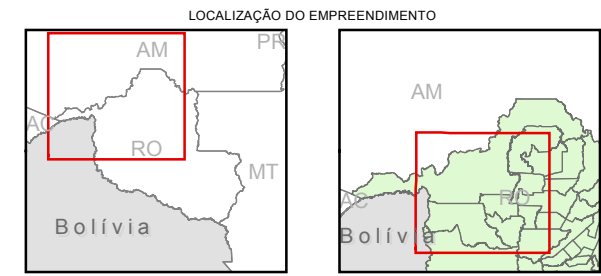 LOCALIZAÇÃO DO EMPREENDIMENTO
AM
PR
AC
RO
MT
Bolívia
AM
AC
RO
Bolívia